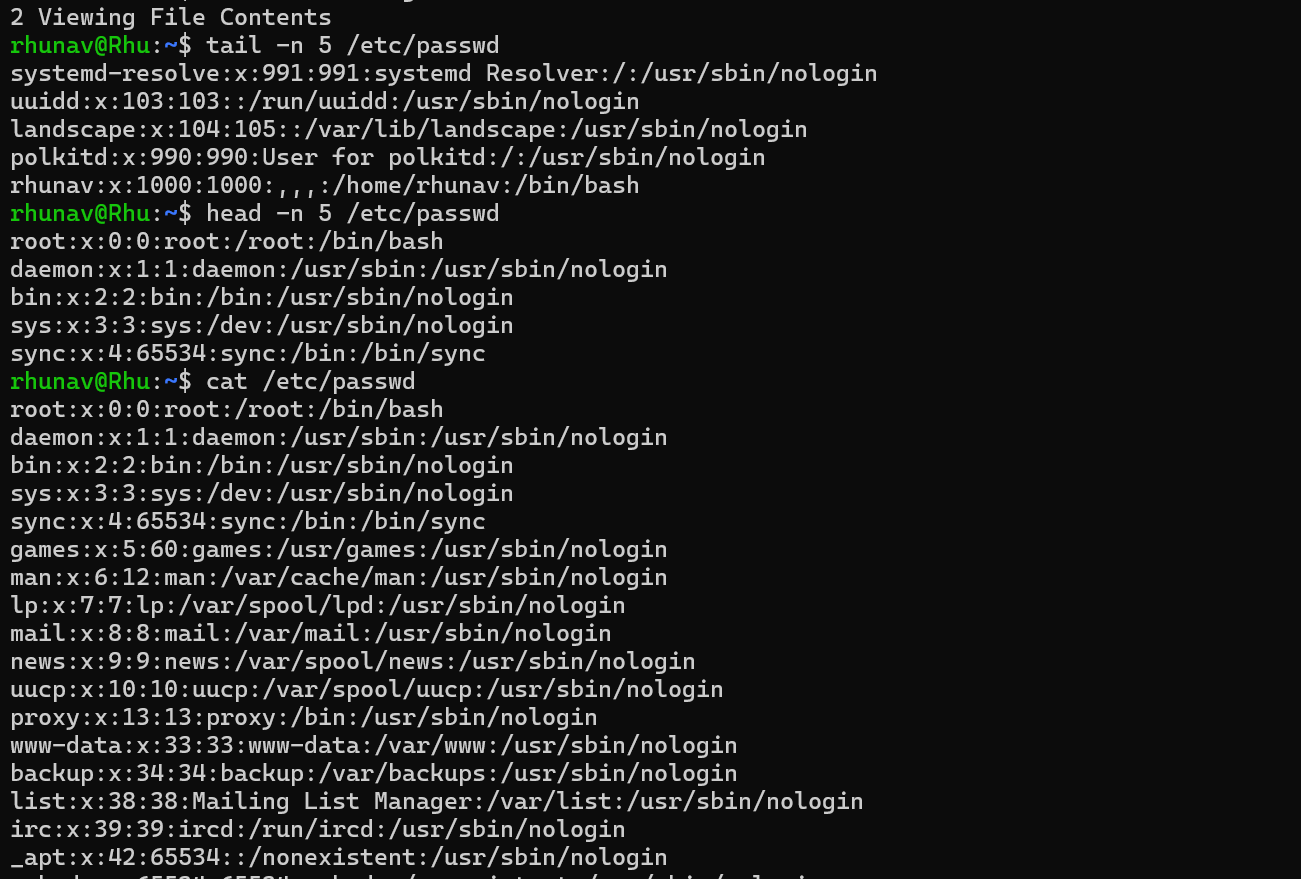 2 Viewing File Contents
rhunav@Rhu:~$ tail -n 5 /etc/passwd
systemd-resolve:x:991:991:systemd Resolver:/:/usr/sbin/nologin
uuidd:x:103:103::/run/uuidd:/usr/sbin/nologin
landscape:x:104:105::/var/lib/landscape:/usr/sbin/nologin
polkitd:x:990:990:User for polkitd:/:/usr/sbin/nologin
rhunav:x:1000:1000:,,,:/home/rhunav:/bin/bash
rhunav@Rhu:~$ head -n 5 /etc/passwd
root:x:0:0:root:/root:/bin/bash
daemon:x:1:1:daemon:/usr/sbin:/usr/sbin/nologin
bin:x:2:2:bin:/bin:/usr/sbin/nologin
sys:x:3:3:sys:/dev:/usr/sbin/nologin
sync:x:4:65534:sync:/bin:/bin/sync
rhunav@Rhu:~$ cat /etc/passwd
root:x:0:0:root:/root:/bin/bash
daemon:x:1:1:daemon:/usr/sbin:/usr/sbin/nologin
bin:x:2:2:bin:/bin:/usr/sbin/nologin
sys:x:3:3:sys:/dev:/usr/sbin/nologin
sync:x:4:65534:sync:/bin:/bin/sync
games:x:5:60:games:/usr/games:/usr/sbin/nologin
man:x:6:12:man:/var/cache/man:/usr/sbin/nologin
lp:x:7:7:lp:/var/spool/lpd:/usr/sbin/nologin
mail:x:8:8:mail:/var/mail:/usr/sbin/nologin
news:x:9:9:news:/var/spool/news:/usr/sbin/nologin
uucp:x:10:10:uucp:/var/spool/uucp:/usr/sbin/nologin
proxy:x:13:13:proxy:/bin:/usr/sbin/nologin
www-data:x:33:33:www-data:/var/www:/usr/sbin/nologin
backup:x:34:34:backup:/var/backups:/usr/sbin/nologin
list:x:38:38:Mailing List Manager:/var/list:/usr/sbin/nologin
irc:x:39:39:ircd:/run/ircd:/usr/sbin/nologin
_apt:x:42:65534::/nonexistent:/usr/sbin/nologin